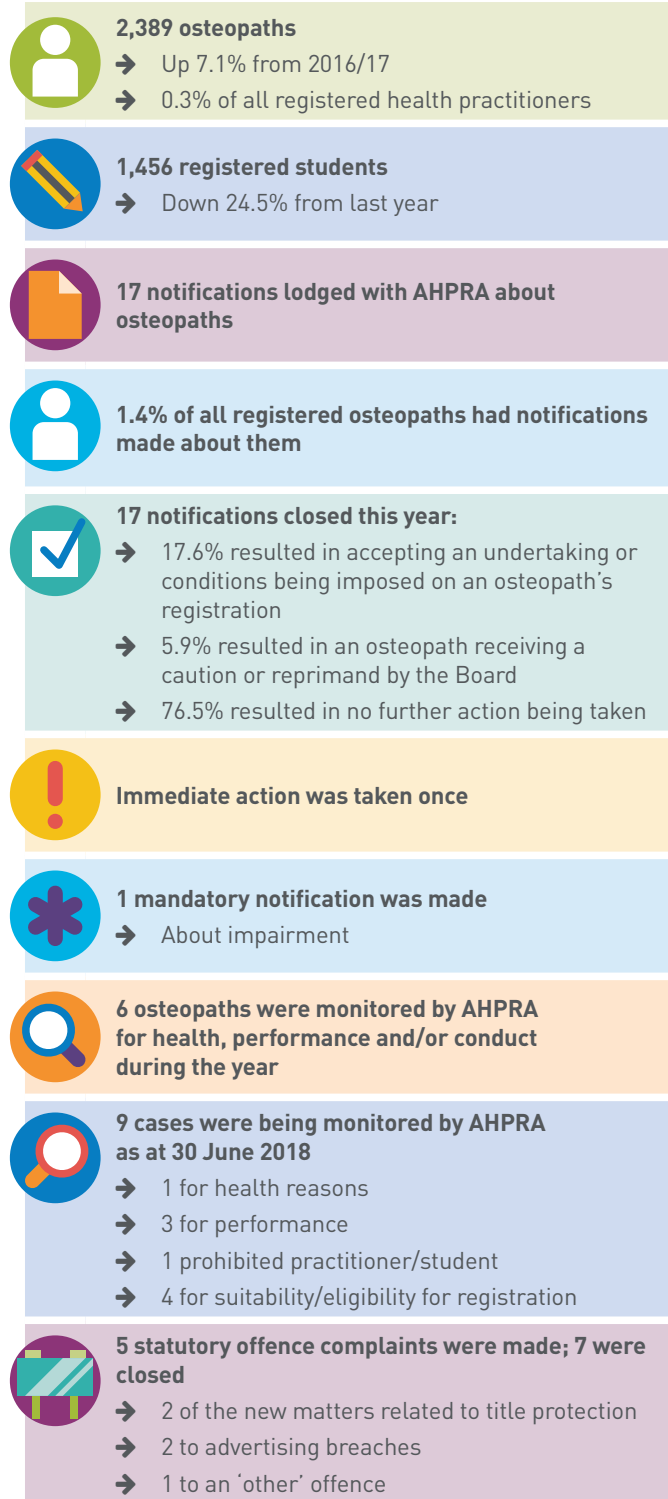 2,389 osteopaths
→ Up 7.1% from 2016/17
→ 0.3% of all registered health practitioners
1,456 registered students
→ Down 24.5% from last year
17 notifications lodged with AHPRA about
osteopaths
1.4% of all registered osteopaths had notifications
made about them
17 notifications closed this year:
→ 17.6% resulted in accepting an undertaking or
conditions being imposed on an osteopath’s
registration
→ 5.9% resulted in an osteopath receiving a
caution or reprimand by the Board
→ 76.5% resulted in no further action being taken
Immediate action was taken once
1 mandatory notification was made
→ About impairment
6 osteopaths were monitored by AHPRA
for health, performance and/or conduct
during the year
9 cases were being monitored by AHPRA
as at 30 June 2018
→ 1 for health reasons
→ 3 for performance
→ 1 prohibited practitioner/student
→ 4 for suitability/eligibility for registration
5 statutory offence complaints were made; 7 were
closed
→ 2 of the new matters related to title protection
→ 2 to advertising breaches
→ 1 to an ‘other’ offence